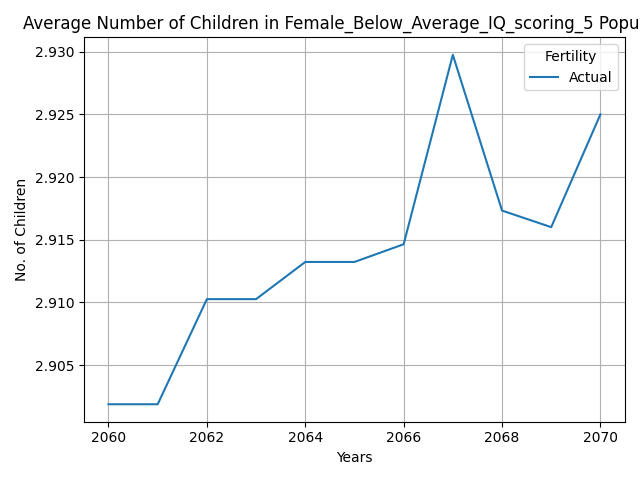 Average Number of Children in Female_Below_Average_IQ_scoring_5 Popu
2.930
2.925
2.920
2.915
2.910
2.905
No. of Children
Fertility
Actual
2060 2062 2064 2066 2068 2070
Years